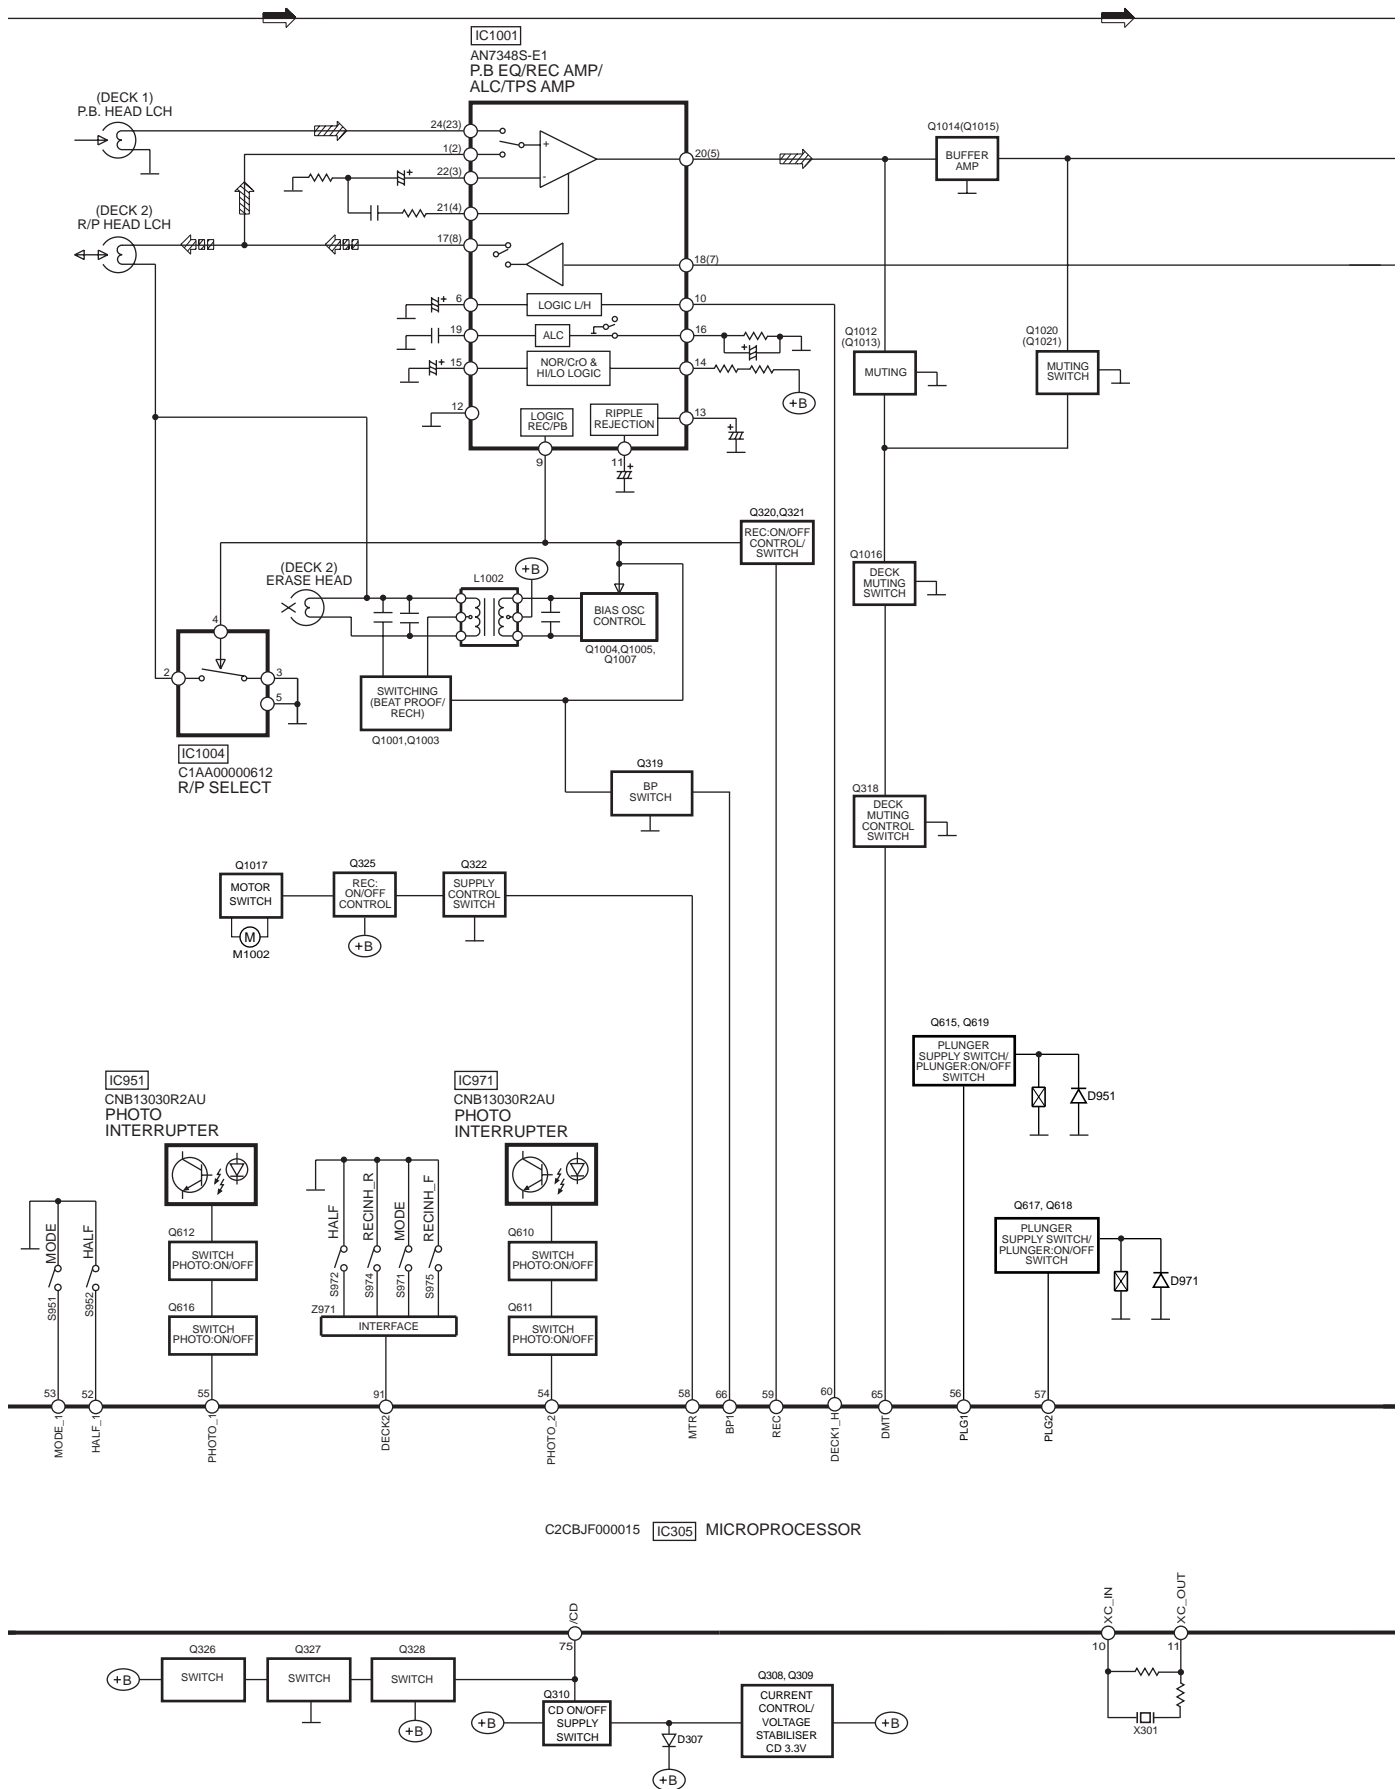 IC1001
AN7348S-E1
P.B EQ/REC AMP/
ALC/TPS AMP
(DECK 1)
P.B. HEAD LCH
24(23)
1(2)
22(3)
21(4)
17(8)
+
-
20(5)
18(7)
Q1014(Q1015)
BUFFER
AMP
(DECK 2)
R/P HEAD LCH
6
LOGIC L/H
10
19
ALC
16
15
NOR/CrO &
HI/LO LOGIC
14
+B
12
LOGIC
REC/PB
RIPPLE
REJECTION
13
9
11
+
+
+
+
+
+
Q1012
(Q1013)
MUTING
Q1020
(Q1021)
MUTING
SWITCH
Q320,Q321
REC:ON/OFF
CONTROL/
SWITCH
Q1016
DECK
MUTING
SWITCH
(DECK 2)
ERASE HEAD
L1002
+B
BIAS OSC
CONTROL
Q1004,Q1005,
Q1007
4
2
3
5
SWITCHING
(BEAT PROOF/
RECH)
Q1001,Q1003
IC1004
C1AA00000612
R/P SELECT
Q319
BP
SWITCH
Q318
DECK
MUTING
CONTROL
SWITCH
Q1017
MOTOR
SWITCH
M
M1002
Q325
REC:
ON/OFF
CONTROL
+B
Q322
SUPPLY
CONTROL
SWITCH
Q615, Q619
PLUNGER
SUPPLY SWITCH/
PLUNGER:ON/OFF
SWITCH
D951
IC951
CNB13030R2AU
PHOTO
INTERRUPTER
IC971
CNB13030R2AU
PHOTO
INTERRUPTER
MODE
HALF
S951
S952
Q612
SWITCH
PHOTO:ON/OFF
Q616
SWITCH
PHOTO:ON/OFF
HALF
RECINH_R
MODE
RECINH_F
S972
S974
S971
S975
Z971
INTERFACE
Q610
SWITCH
PHOTO:ON/OFF
Q611
SWITCH
PHOTO:ON/OFF
Q617, Q618
PLUNGER
SUPPLY SWITCH/
PLUNGER:ON/OFF
SWITCH
D971
53
52
55
91
54
58
66
59
60
65
56
57
MODE_1
HALF_1
PHOTO_1
DECK2
PHOTO_2
MTR
BP1
REC
DECK1_H
DMT
PLG1
PLG2
C2CBJF000015 IC305 MICROPROCESSOR
/CD
75
XC_IN
XC_OUT
10
11
X301
+B
Q326
SWITCH
Q327
SWITCH
Q328
SWITCH
+B
Q310
+B
CD ON/OFF
SUPPLY
SWITCH
D307
+B
Q308, Q309
CURRENT
CONTROL/
VOLTAGE
STABILISER
CD 3.3V
+B